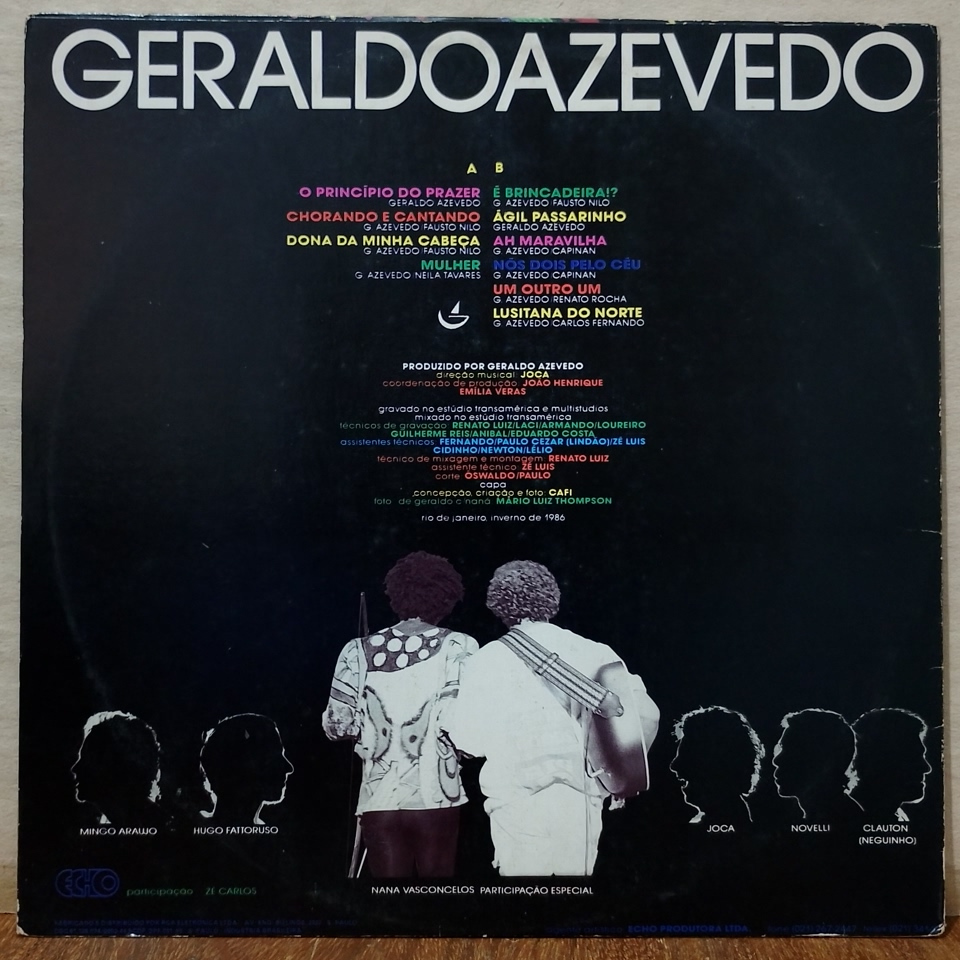 GERALDOAZEVEDO
A B
O PRINCÍPIO DO PRAZER
GERALDO AZEVEDO
CHORANDO E CANTANDO
G. AZEVEDO/FAUSTO NILO
DONA DA MINHA CABEÇA
G. AZEVEDO/FAUSTO NILO
MULHER
G. AZEVEDO/NEILA TAVARES
É BRINCADEIRA!?
G. AZEVEDO/FAUSTO NILO
ÁGIL PASSARINHO
GERALDO AZEVEDO
AH MARAVILHA
G. AZEVEDO/CAPINAN
NÓS DOIS PELO CÉU
G. AZEVEDO/CAPINAN
UM OUTRO UM
G. AZEVEDO/RENATO ROCHA
LUSITANA DO NORTE
G. AZEVEDO/CARLOS FERNANDO
PRODUZIDO POR GERALDO AZEVEDO
direção musical JOCA
coordenação de produção JOÃO HENRIQUE
EMÍLIA VERAS
gravado no estúdio transamérica e multistudios
mixado no estúdio transamérica
técnicos de gravação RENATO LUIZ/LACI/ARMANDO/LOUREIRO
GUILHERME REIS/ANIBAL/EDUARDO COSTA
assistentes técnicos FERNANDO/PAULO CEZAR (LINDÃO)/ZÉ LUIS
CIDINHO/NEWTON/LÉLIO
técnico de mixagem e montagem RENATO LUIZ
assistente técnico ZÉ LUIS
corte OSWALDO/PAULO
capa
concepção, criação e foto CAFI
foto de geraldo c/naná MÁRIO LUIZ THOMPSON
rio de janeiro, inverno de 1986
MINGO ARAUJO HUGO FATTORUSO JOCA NOVELLI CLAUTON
(NEGUINHO)
ECHO participação ZÉ CARLOS
NANA VASCONCELOS PARTICIPAÇÃO ESPECIAL
ECHO PRODUTORA LTDA